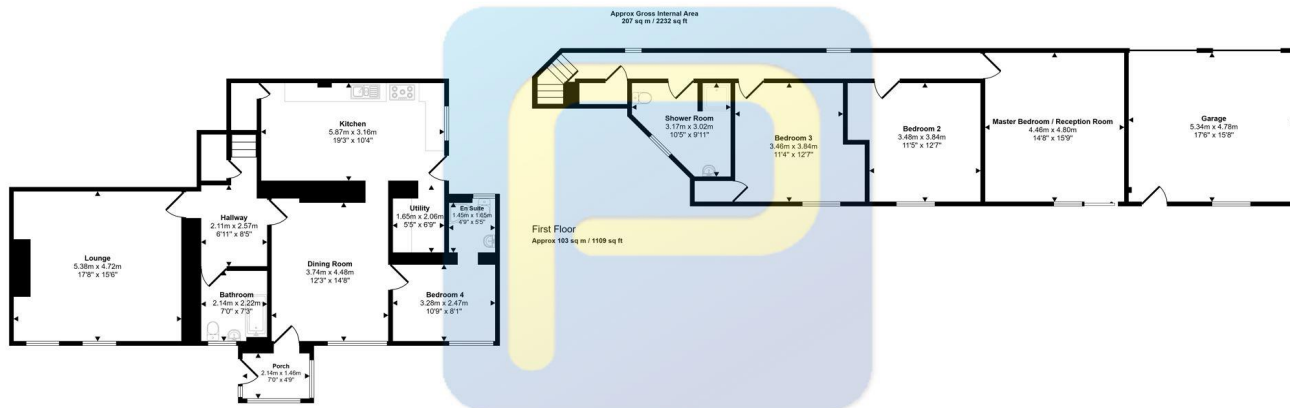 Approx Gross Internal Area
207 sq m / 2232 sq ft
Kitchen
5.87m x 3.16m
19'3" x 10'4"
Utility
1.65m x 2.06m
5'5" x 6'9"
En Suite
1.45m x 1.65m
4'9" x 5'5"
Hallway
2.11m x 2.57m
6'11" x 8'5"
Lounge
5.38m x 4.72m
17'8" x 15'6"
Dining Room
3.74m x 4.48m
12'3" x 14'8"
Bathroom
2.14m x 2.22m
7'0" x 7'3"
Bedroom 4
3.28m x 2.47m
10'9" x 8'1"
Porch
2.14m x 1.46m
7'0" x 4'9"
Shower Room
3.17m x 3.02m
10'5" x 9'11"
Bedroom 3
3.46m x 3.84m
11'4" x 12'7"
Bedroom 2
3.48m x 3.84m
11'5" x 12'7"
Master Bedroom / Reception Room
4.46m x 4.80m
14'8" x 15'9"
Garage
5.34m x 4.78m
17'6" x 15'8"
First Floor
Approx 103 sq m / 1109 sq ft